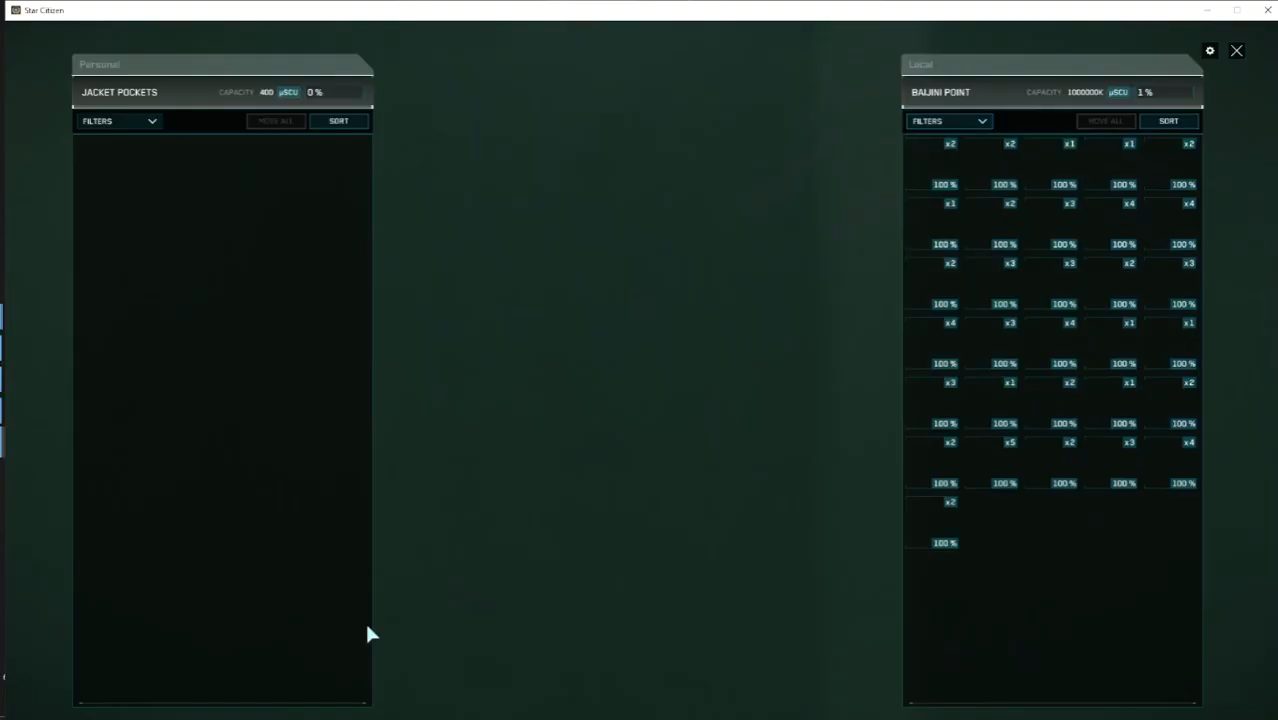 Star Citizen
Personal
JACKET POCKETS CAPACITY 400 µSCU 0 %
FILTERS MOVE ALL SORT
Local
BAIJINI POINT CAPACITY 1000000K µSCU 1 %
FILTERS MOVE ALL SORT
x2 x2 x1 x1 x2
100 % 100 % 100 % 100 % 100 %
x1 x2 x3 x4 x4
100 % 100 % 100 % 100 % 100 %
x2 x3 x3 x2 x3
100 % 100 % 100 % 100 % 100 %
x4 x3 x4 x1 x1
100 % 100 % 100 % 100 % 100 %
x3 x1 x2 x1 x2
100 % 100 % 100 % 100 % 100 %
x2 x5 x2 x3 x4
100 % 100 % 100 % 100 % 100 %
x2
100 %